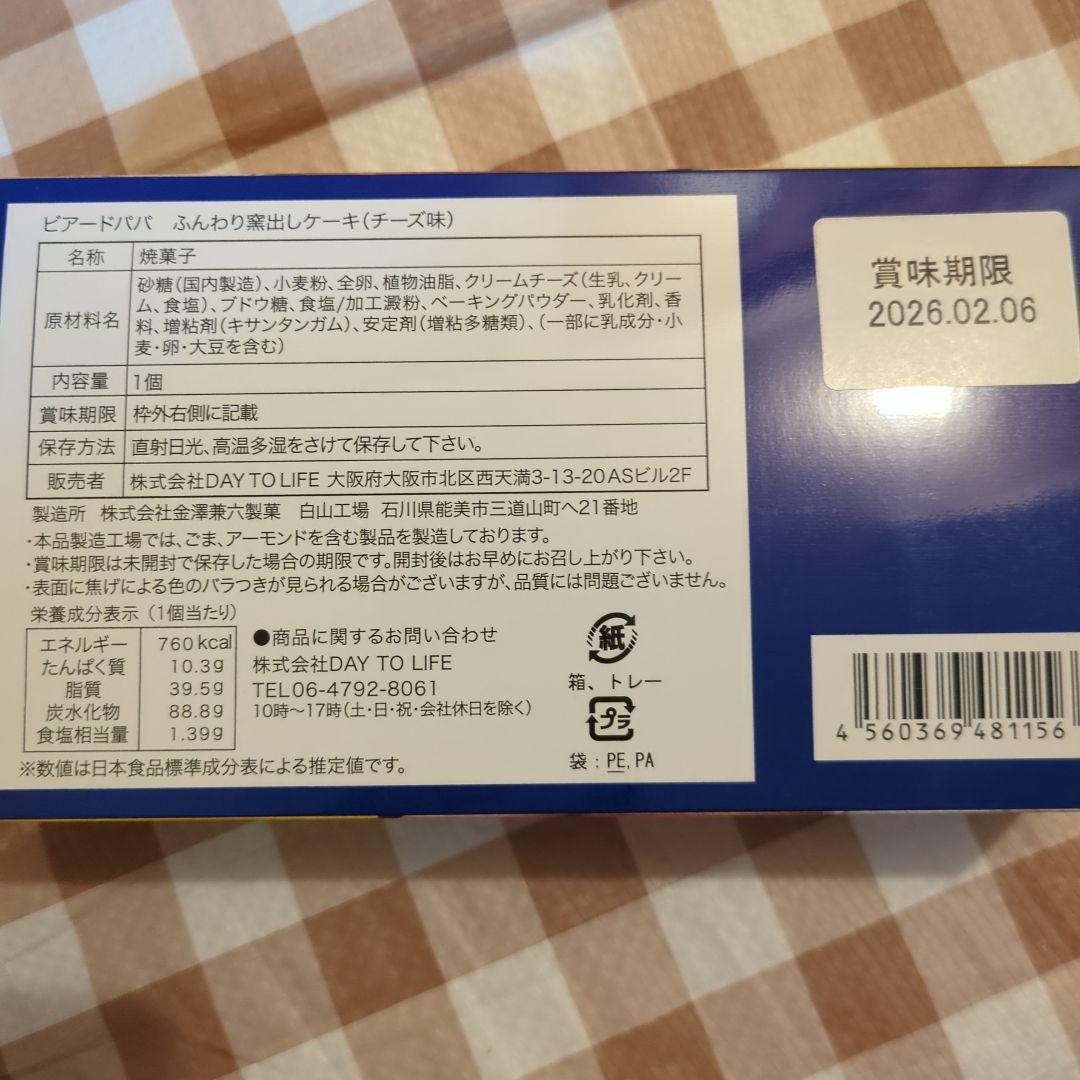 ビアードパパ　ふんわり窯出しケーキ(チーズ味)
名称 焼菓子
原材料名 砂糖(国内製造)、小麦粉、全卵、植物油脂、クリームチーズ(生乳、クリー
ム、食塩)、ブドウ糖、食塩/加工澱粉、ベーキングパウダー、乳化剤、香
料、増粘剤(キサンタンガム)、安定剤(増粘多糖類)、(一部に乳成分・小
麦・卵・大豆を含む)
内容量 1個
賞味期限 枠外右側に記載
保存方法 直射日光、高温多湿をさけて保存して下さい。
販売者 株式会社DAY TO LIFE 大阪府大阪市北区西天満3-13-20ASビル2F
製造所　株式会社金澤兼六製菓　白山工場　石川県能美市三道山町ヘ21番地
・本品製造工場では、ごま、アーモンドを含む製品を製造しております。
・賞味期限は未開封で保存した場合の期限です。開封後はお早めにお召し上がり下さい。
・表面に焦げによる色のバラつきが見られる場合がございますが、品質には問題ございません。
栄養成分表示（1個当たり）
エネルギー 760kcal
たんぱく質 10.3g
脂質 39.5g
炭水化物 88.8g
食塩相当量 1.39g
※数値は日本食品標準成分表による推定値です。
●商品に関するお問い合わせ
株式会社DAY TO LIFE
TEL06-4792-8061
10時〜17時(土・日・祝・会社休日を除く)
紙
箱、トレー
プラ
袋：PE,PA
賞味期限
2026.02.06
4 560369 481156